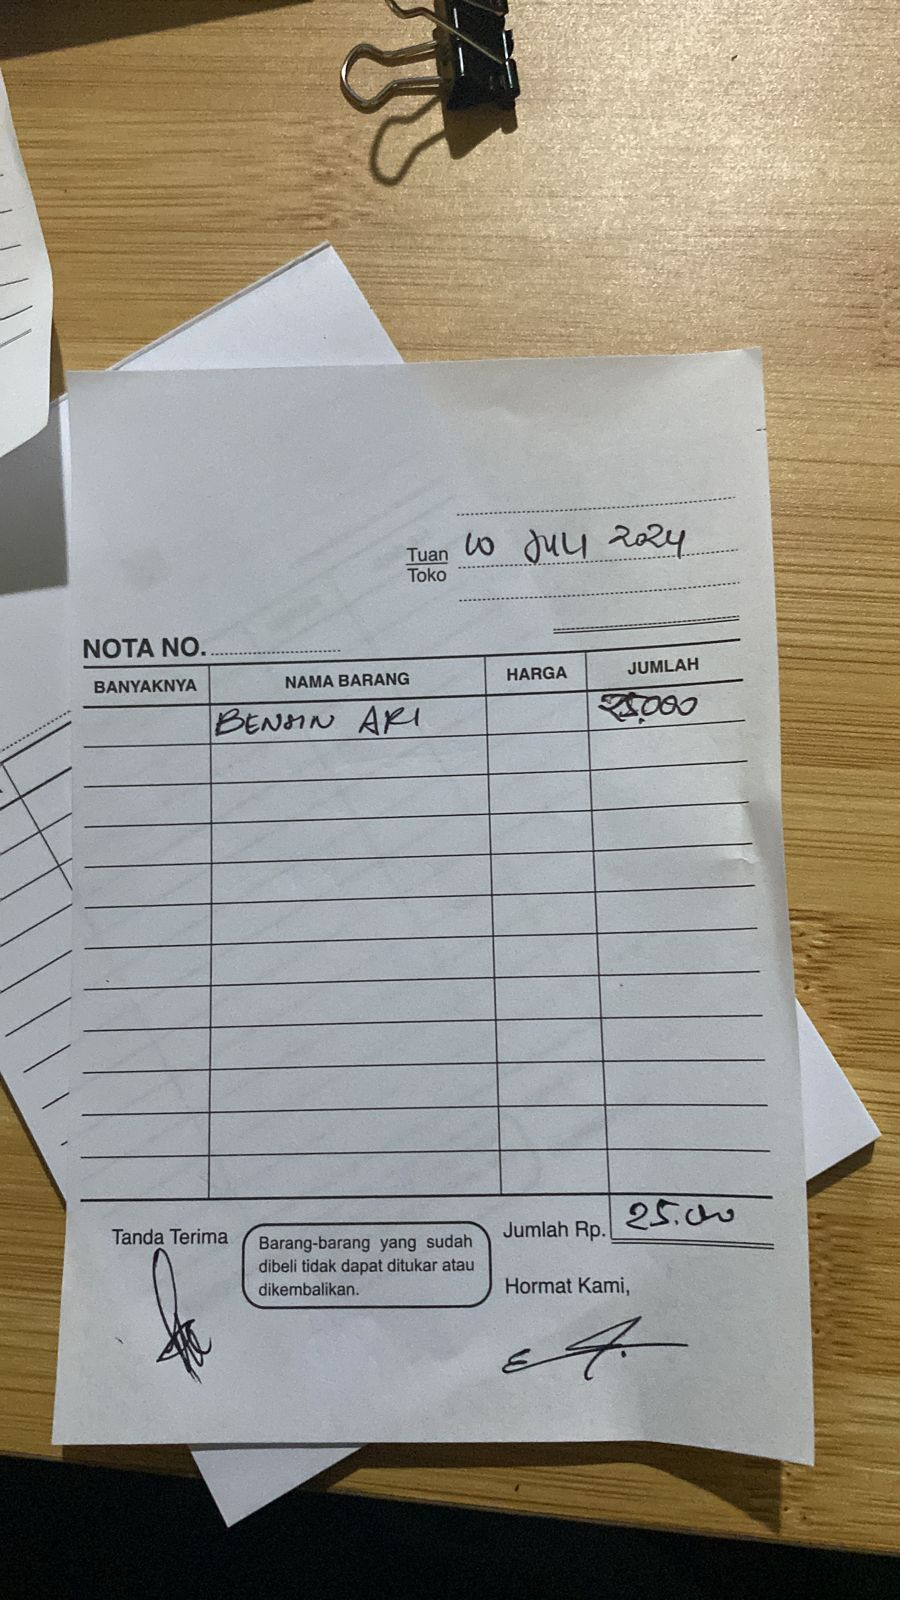 Tuan
Toko
10 JULI 2024
NOTA NO.
BANYAKNYA NAMA BARANG HARGA JUMLAH
BENSIN ARI 25.000
Tanda Terima
Barang-barang yang sudah
dibeli tidak dapat ditukar atau
dikembalikan.
Jumlah Rp. 25.000
Hormat Kami,